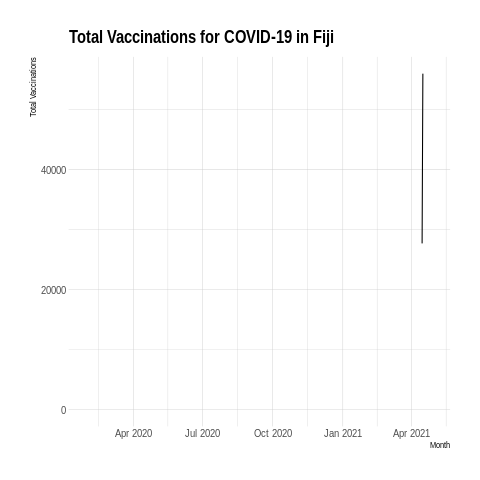 Total Vaccinations for COVID-19 in Fiji
Total Vaccinations
40000
20000
0
Apr 2020 Jul 2020 Oct 2020 Jan 2021 Apr 2021
Month